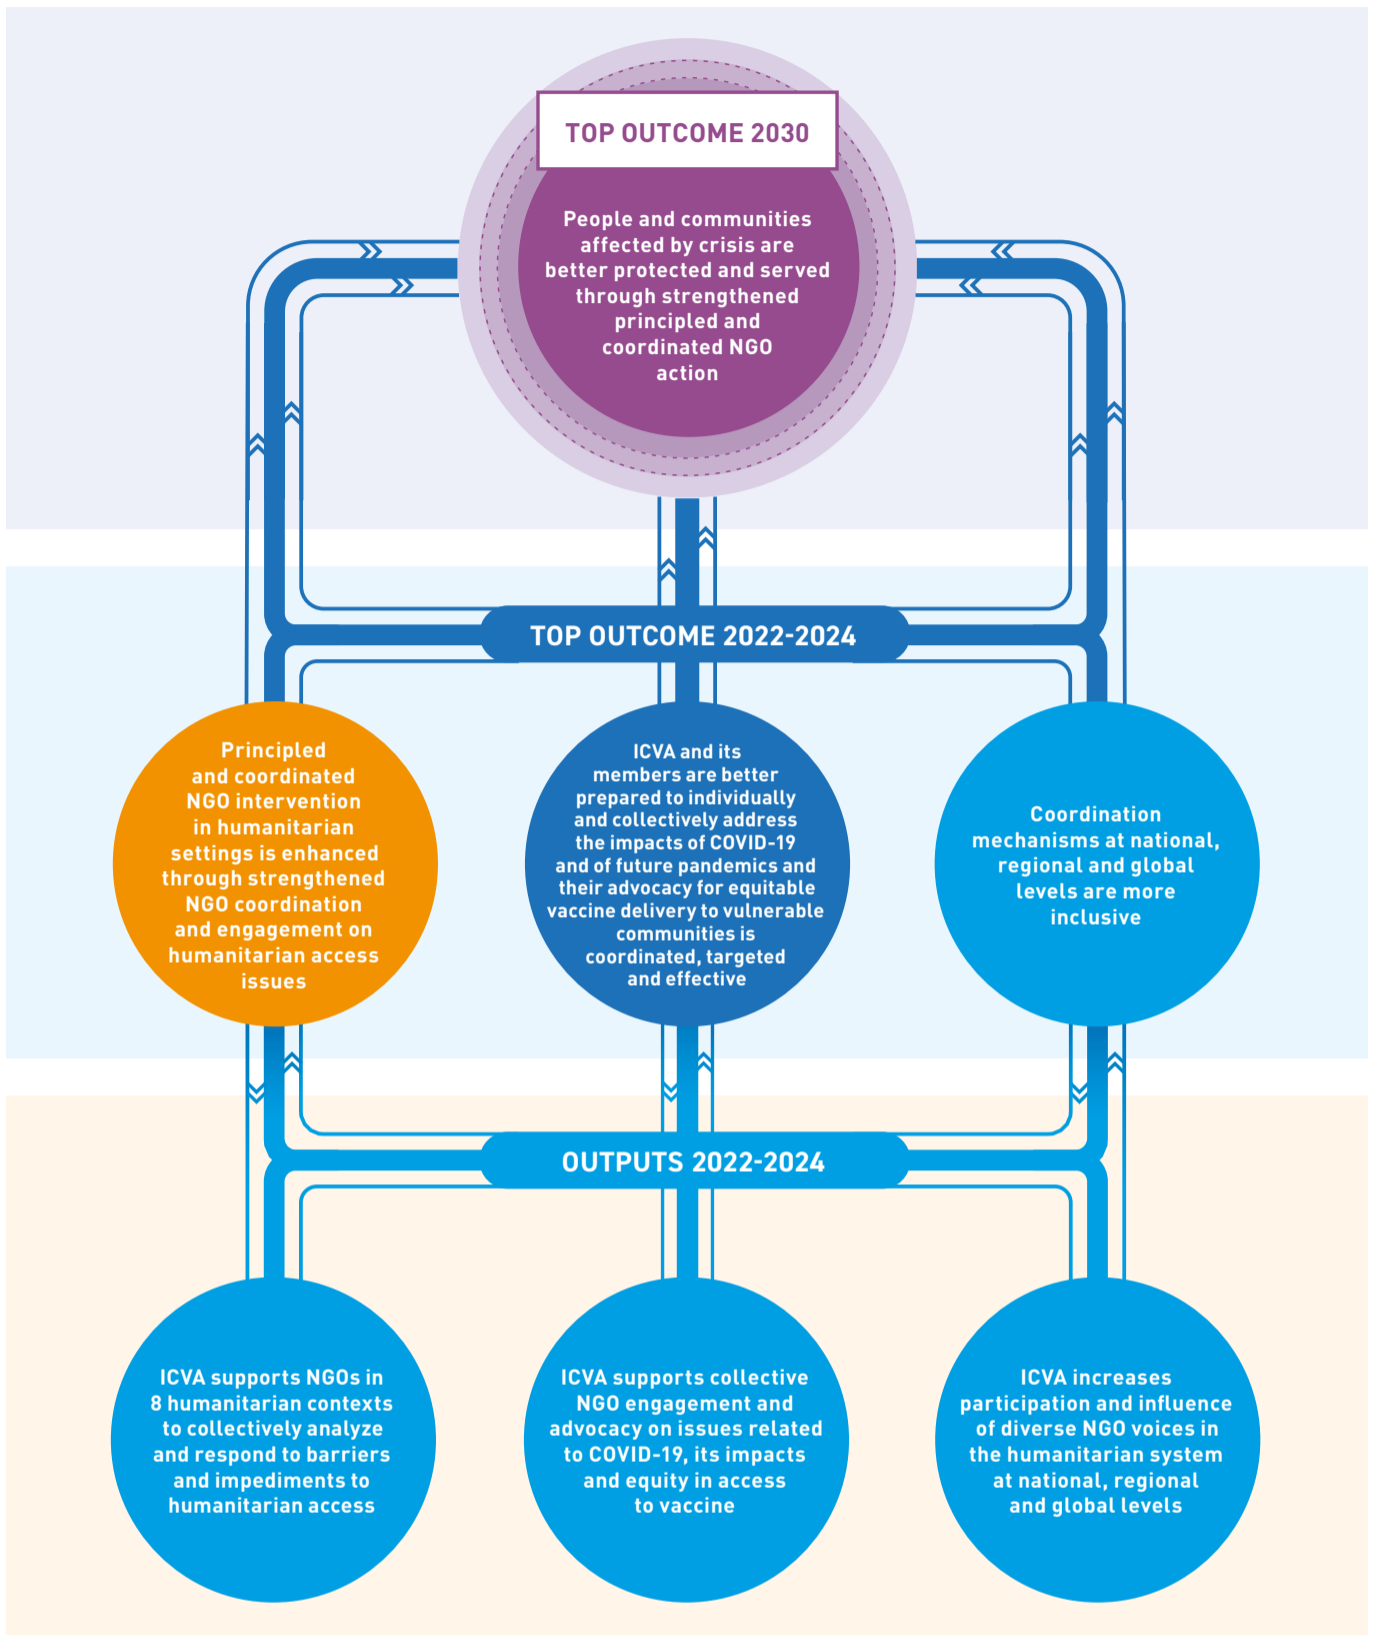 TOP OUTCOME 2030
People and communities
affected by crisis are
better protected and served
through strengthened
principled and
coordinated NGO
action
TOP OUTCOME 2022-2024
Principled
and coordinated
NGO intervention
in humanitarian
settings is enhanced
through strengthened
NGO coordination
and engagement on
humanitarian access
issues
ICVA and its
members are better
prepared to individually
and collectively address
the impacts of COVID-19
and of future pandemics and
their advocacy for equitable
vaccine delivery to vulnerable
communities is
coordinated, targeted
and effective
Coordination
mechanisms at national,
regional and global
levels are more
inclusive
OUTPUTS 2022-2024
ICVA supports NGOs in
8 humanitarian contexts
to collectively analyze
and respond to barriers
and impediments to
humanitarian access
ICVA supports collective
NGO engagement and
advocacy on issues related
to COVID-19, its impacts
and equity in access
to vaccine
ICVA increases
participation and influence
of diverse NGO voices in
the humanitarian system
at national, regional
and global levels